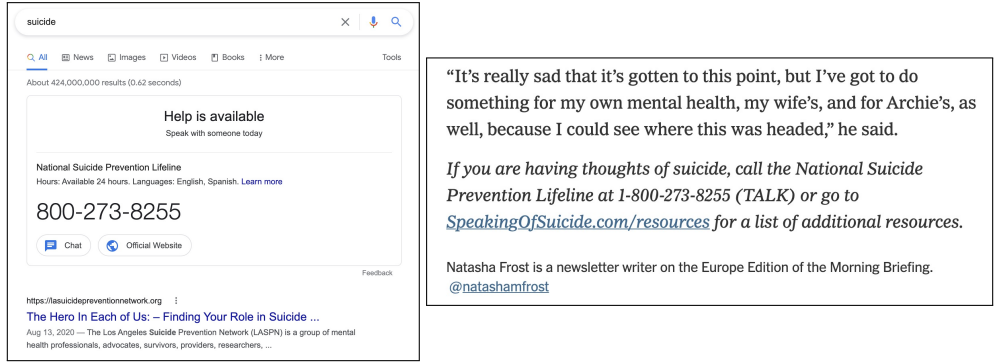 suicide
All News Images Videos Books More Tools
About 424,000,000 results (0.62 seconds)
Help is available
Speak with someone today
National Suicide Prevention Lifeline
Hours: Available 24 hours. Languages: English, Spanish. Learn more
800-273-8255
Chat Official Website
Feedback
https://lasuicidepreventionnetwork.org
The Hero In Each of Us: – Finding Your Role in Suicide ...
Aug 13, 2020 — The Los Angeles Suicide Prevention Network (LASPN) is a group of mental
health professionals, advocates, survivors, providers, researchers, ...
“It’s really sad that it’s gotten to this point, but I’ve got to do
something for my own mental health, my wife’s, and for Archie’s, as
well, because I could see where this was headed,” he said.
If you are having thoughts of suicide, call the National Suicide
Prevention Lifeline at 1-800-273-8255 (TALK) or go to
SpeakingOfSuicide.com/resources for a list of additional resources.
Natasha Frost is a newsletter writer on the Europe Edition of the Morning Briefing.
@natashamfrost